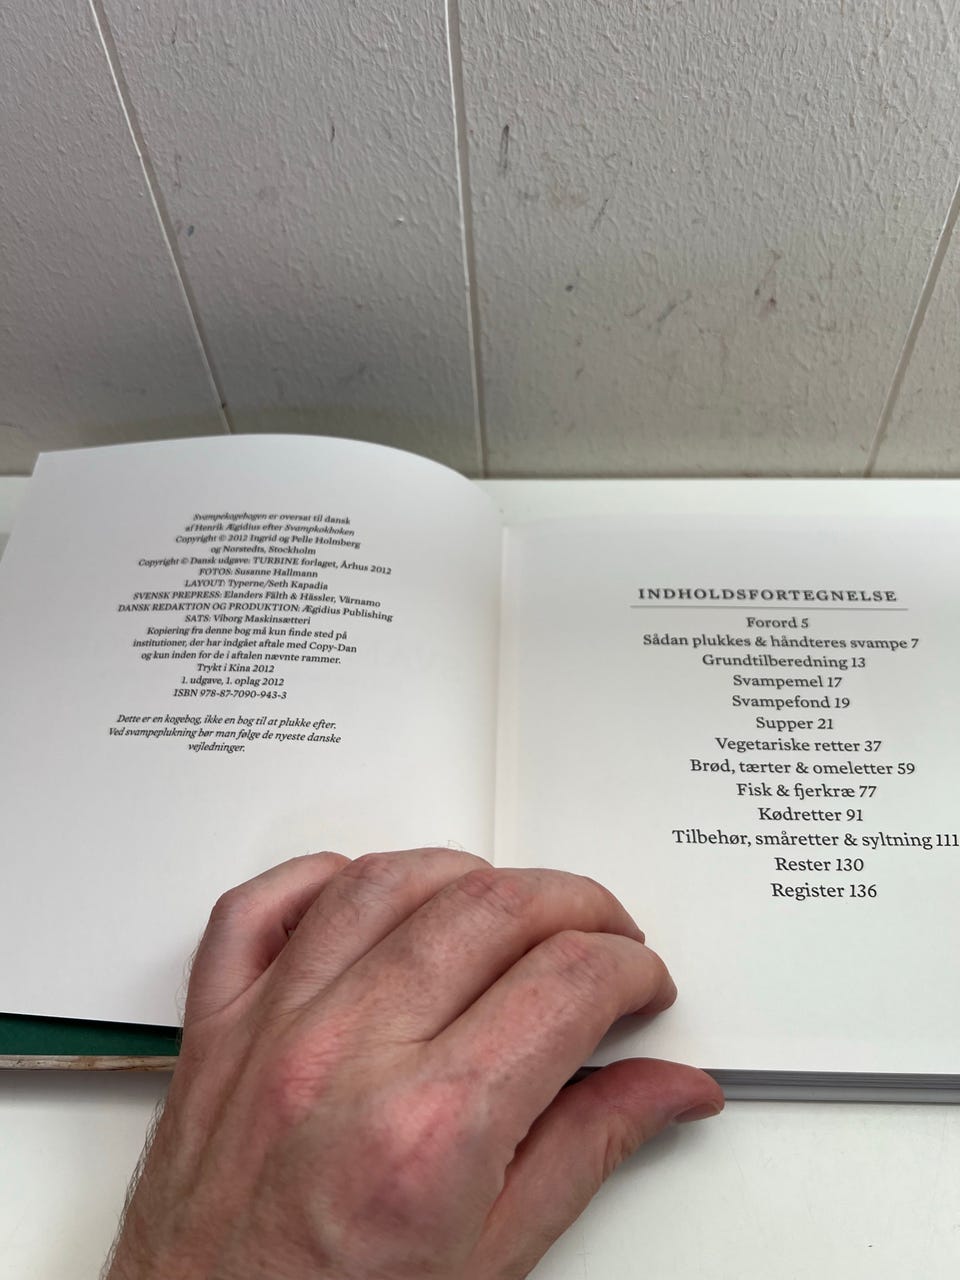 Svampekogebogen er oversat til dansk
af Henrik Ægidius efter Svampkokboken
Copyright © 2012 Ingrid og Pelle Holmberg
og Norstedts, Stockholm
Copyright © Dansk udgave: TURBINE forlaget, Århus 2012
FOTOS: Susanne Hallmann
LAYOUT: Typerne/Seth Kapadia
SVENSK PREPRESS: Elanders Fälth & Hässler, Värnamo
DANSK REDAKTION OG PRODUKTION: Ægidius Publishing
SATS: Viborg Maskinsætteri
Kopiering fra denne bog må kun finde sted på
institutioner, der har indgået aftale med Copy-Dan
og kun inden for de i aftalen nævnte rammer.
Trykt i Kina 2012
1. udgave, 1. oplag 2012
ISBN 978-87-7090-943-3
Dette er en kogebog, ikke en bog til at plukke efter.
Ved svampeplukning bør man følge de nyeste danske
vejledninger.
INDHOLDSFORTEGNELSE
Forord 5
Sådan plukkes & håndteres svampe 7
Grundtilberedning 13
Svampemel 17
Svampefond 19
Supper 21
Vegetariske retter 37
Brød, tærter & omeletter 59
Fisk & fjerkræ 77
Kødretter 91
Tilbehør, småretter & syltning 111
Rester 130
Register 136